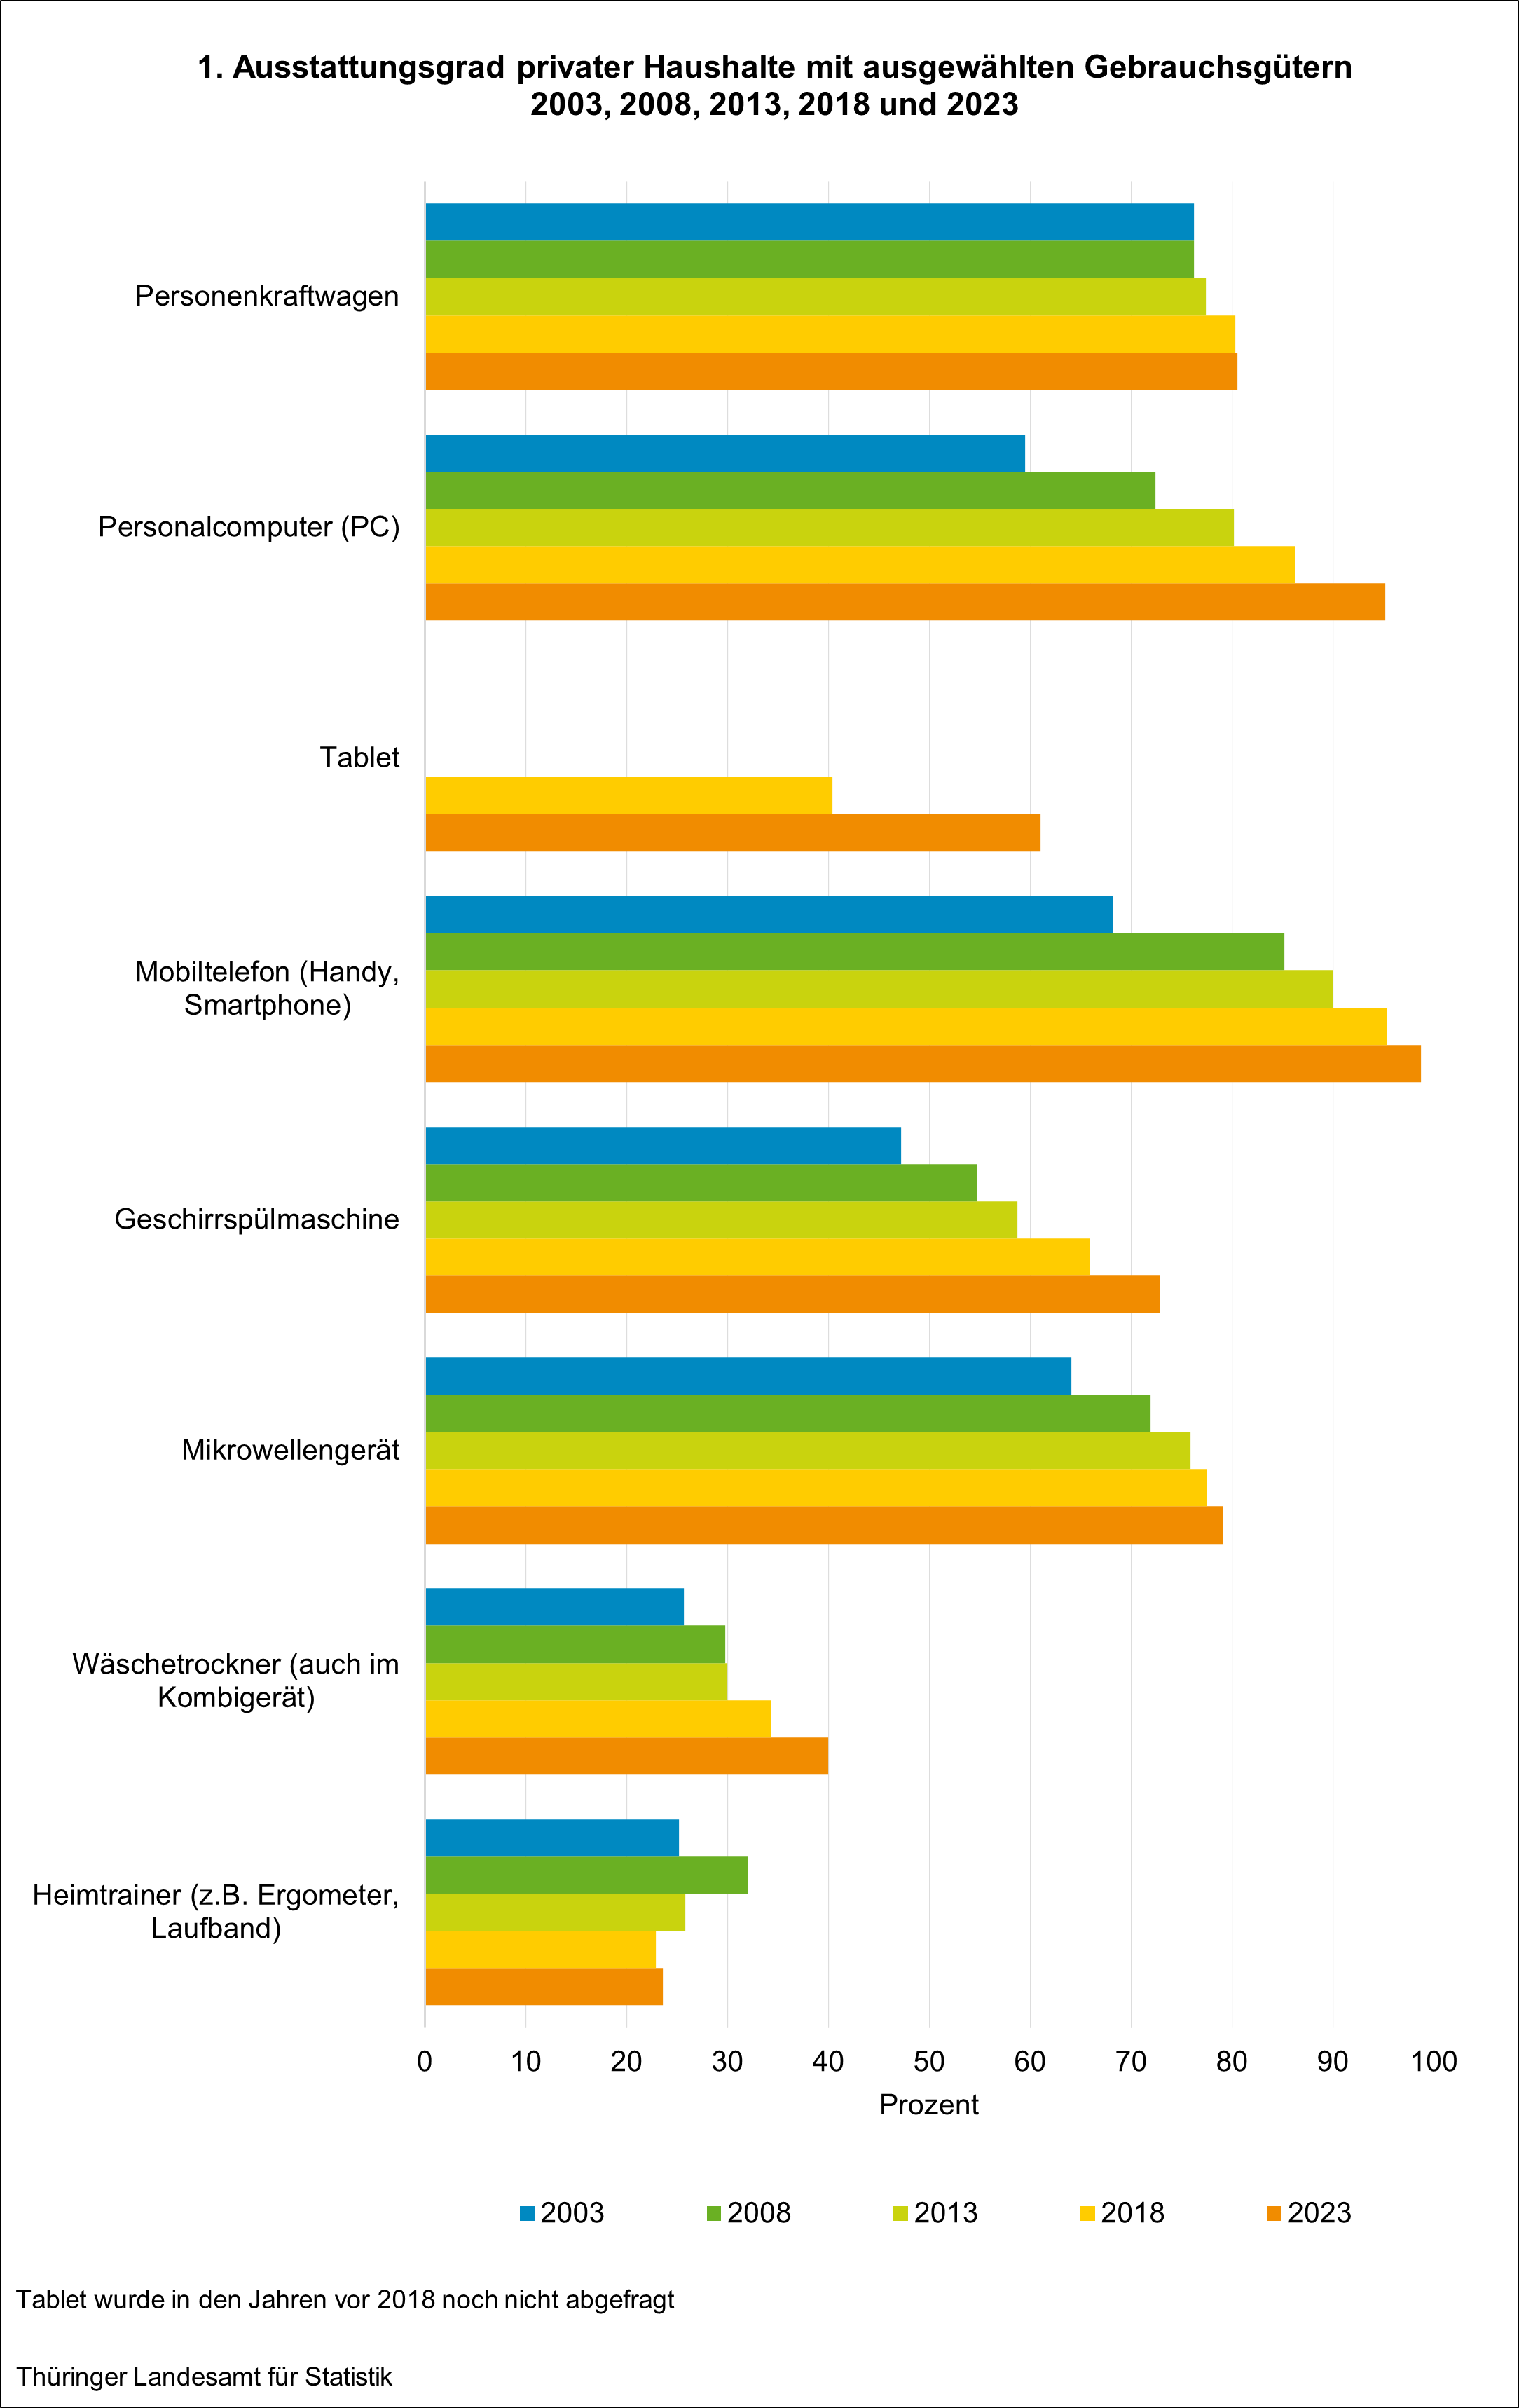 1. Ausstattungsgrad privater Haushalte mit ausgewählten Gebrauchsgütern
2003, 2008, 2013, 2018 und 2023
Personenkraftwagen
Personalcomputer (PC)
Tablet
Mobiltelefon (Handy,
Smartphone)
Geschirrspülmaschine
Mikrowellengerät
Wäschetrockner (auch im
Kombigerät)
Heimtrainer (z.B. Ergometer,
Laufband)
0 10 20 30 40 50 60 70 80 90 100
Prozent
2003 2008 2013 2018 2023
Tablet wurde in den Jahren vor 2018 noch nicht abgefragt
Thüringer Landesamt für Statistik